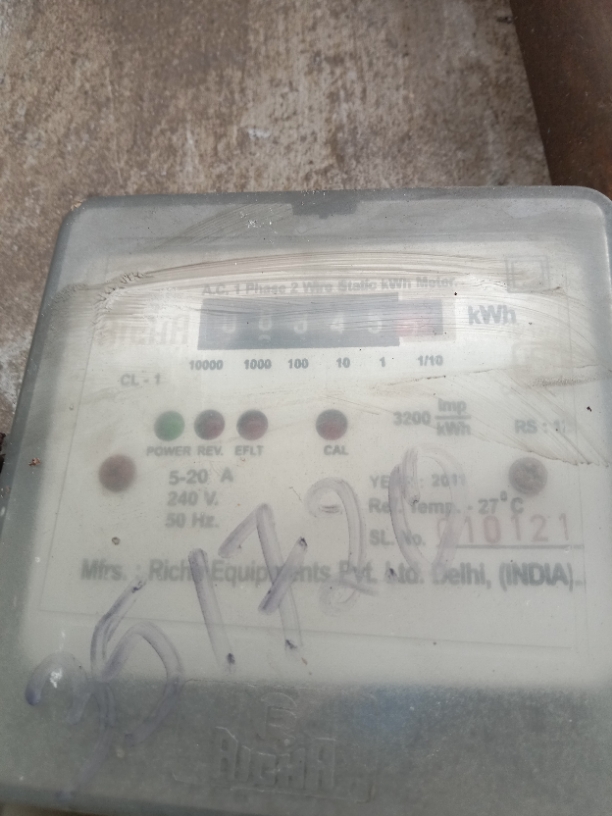 A.C. 1 Phase 2 Wire Static kWh Meter
kWh
10000 1000 100 10 1 1/10
CL - 1
3200 imp/kWh
POWER REV. EFLT CAL
5-20 A
240 V.
50 Hz.
Ref. Temp. - 27°C
SL. No. 010121
Mfrs. : Richa Equipments Pvt. Ltd. Delhi, (INDIA).
RICHA